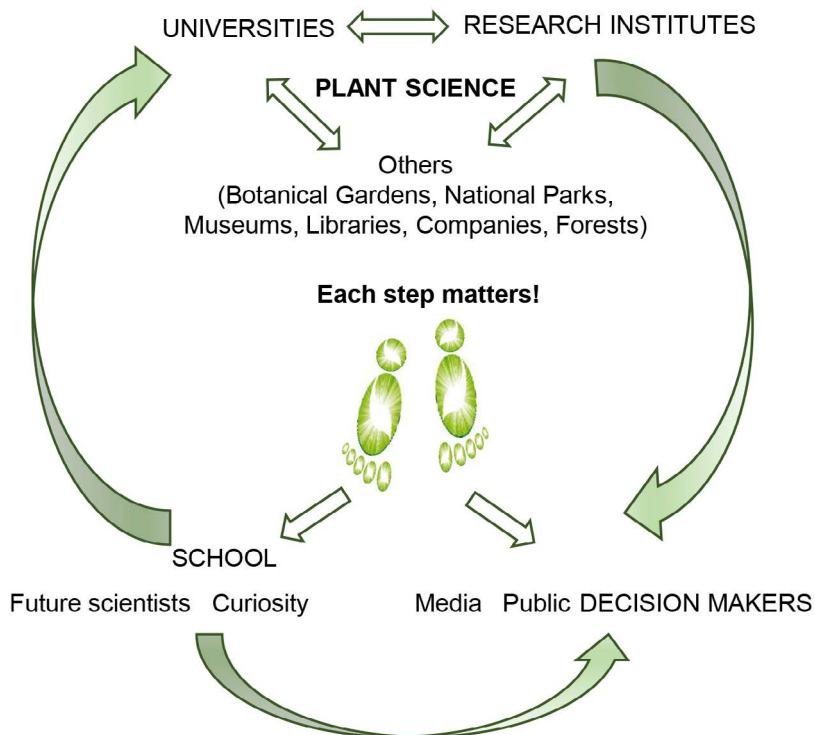 UNIVERSITIES RESEARCH INSTITUTES
PLANT SCIENCE
Others
(Botanical Gardens, National Parks,
Museums, Libraries, Companies, Forests)
Each step matters!
SCHOOL
Future scientists Curiosity Media Public DECISION MAKERS